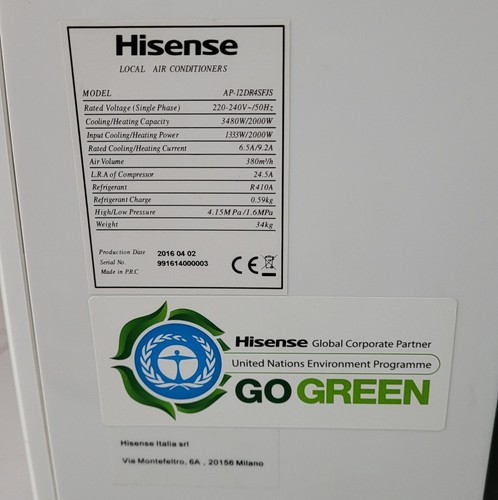 Hisense
LOCAL AIR CONDITIONERS
MODEL AP-12DR4SFJS
Rated Voltage (Single Phase) 220-240V~/50Hz
Cooling/Heating Capacity 3480W/2000W
Input Cooling/Heating Power 1333W/2000W
Rated Cooling/Heating Current 6.5A/9.2A
Air Volume 380m³/h
L.R.A of Compressor 24.5A
Refrigerant R410A
Refrigerant Charge 0.59kg
High/Low Pressure 4.15MPa/1.6MPa
Weight 34kg
Production Date 2016 04 02
Serial No. 991614000003
Made in P.R.C
CE
Hisense Global Corporate Partner
United Nations Environment Programme
GO GREEN
Hisense Italia srl
Via Montefeltro, 6A , 20156 Milano